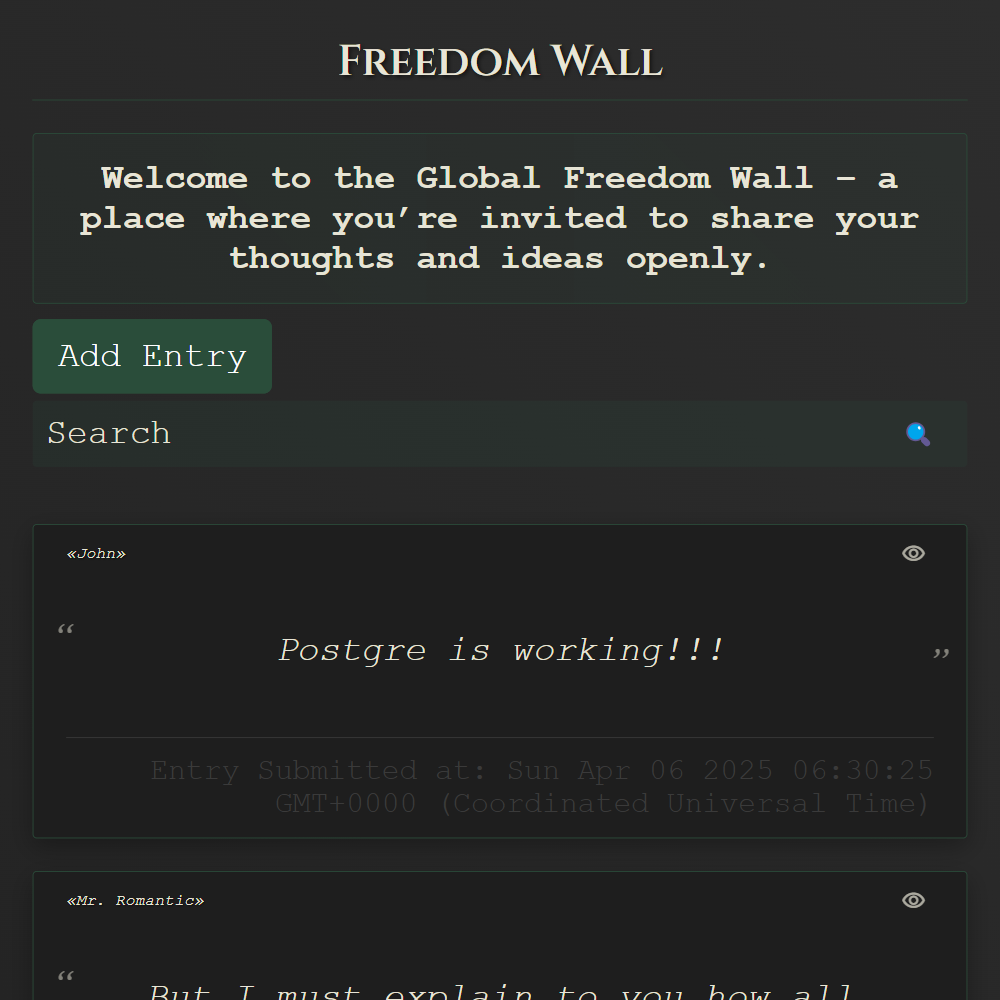 Freedom Wall
Welcome to the Global Freedom Wall – a
place where you’re invited to share your
thoughts and ideas openly.
Add Entry
Search
«John»
“
Postgre is working!!!
”
Entry Submitted at: Sun Apr 06 2025 06:30:25
GMT+0000 (Coordinated Universal Time)
«Mr. Romantic»
“
But I must explain to you how all